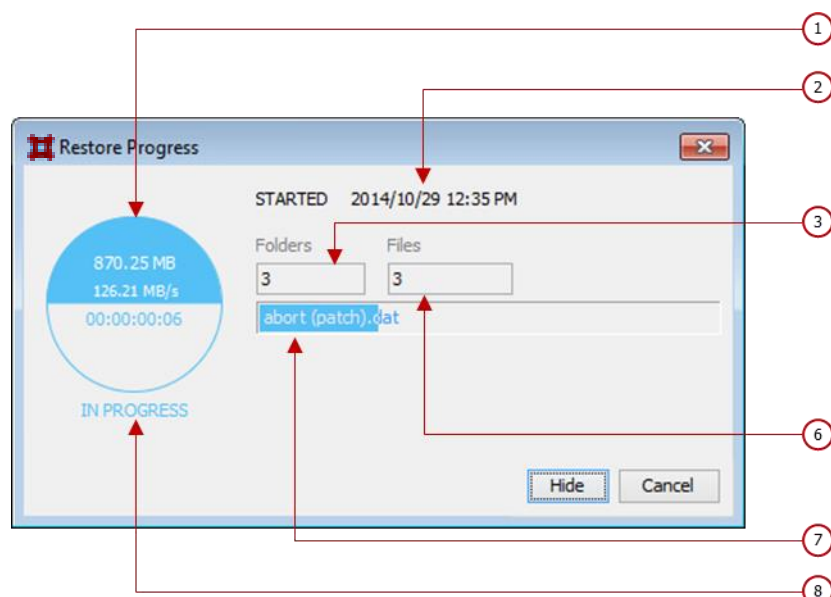 1
2
Restore Progress
STARTED 2014/10/29 12:35 PM
3
Folders Files
3 3
870.25 MB
126.21 MB/s
00:00:00:06
abort (patch).dat
IN PROGRESS
6
Hide Cancel
7
8